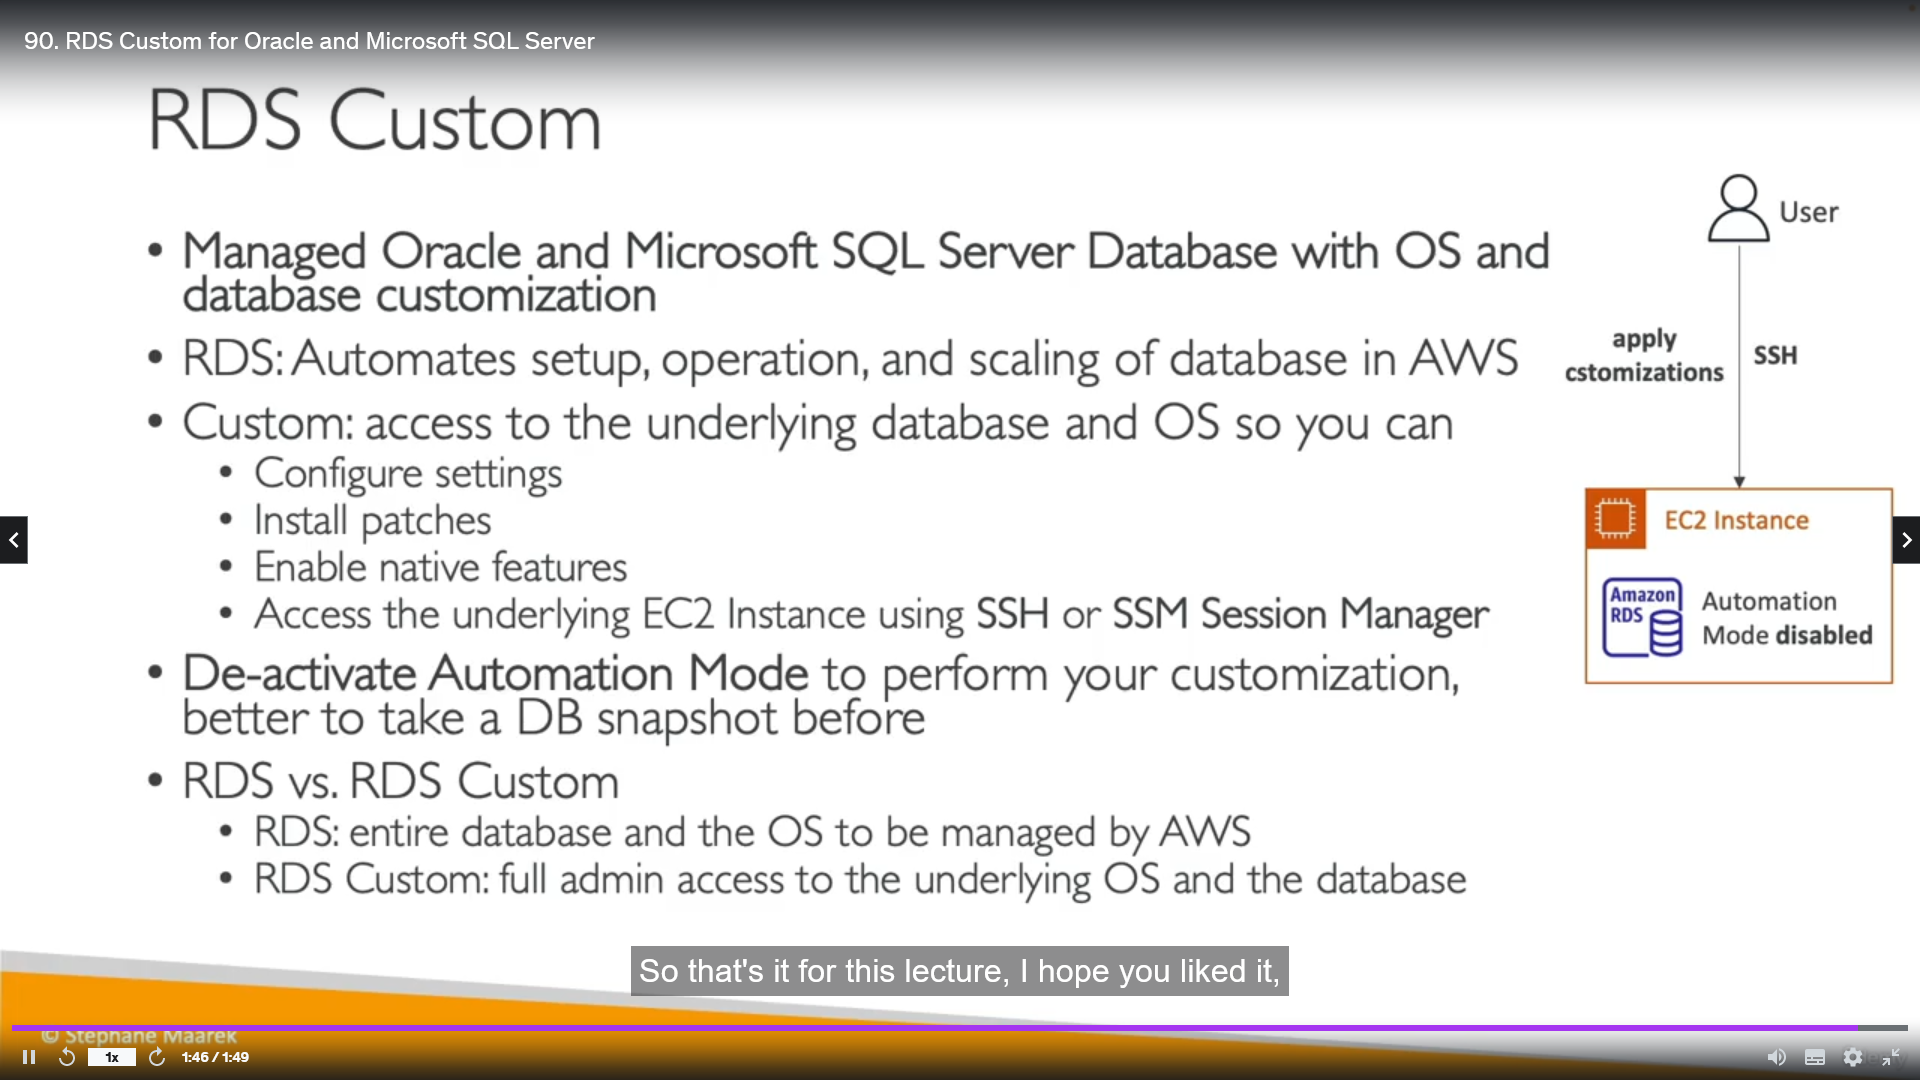 90. RDS Custom for Oracle and Microsoft SQL Server
RDS Custom
• Managed Oracle and Microsoft SQL Server Database with OS and
database customization
• RDS: Automates setup, operation, and scaling of database in AWS
• Custom: access to the underlying database and OS so you can
• Configure settings
• Install patches
• Enable native features
• Access the underlying EC2 Instance using SSH or SSM Session Manager
• De-activate Automation Mode to perform your customization,
better to take a DB snapshot before
• RDS vs. RDS Custom
• RDS: entire database and the OS to be managed by AWS
• RDS Custom: full admin access to the underlying OS and the database
User
apply
cstomizations
SSH
EC2 Instance
Amazon
RDS
Automation
Mode disabled
So that's it for this lecture, I hope you liked it,
© Stephane Maarek
1x
1:46 / 1:49